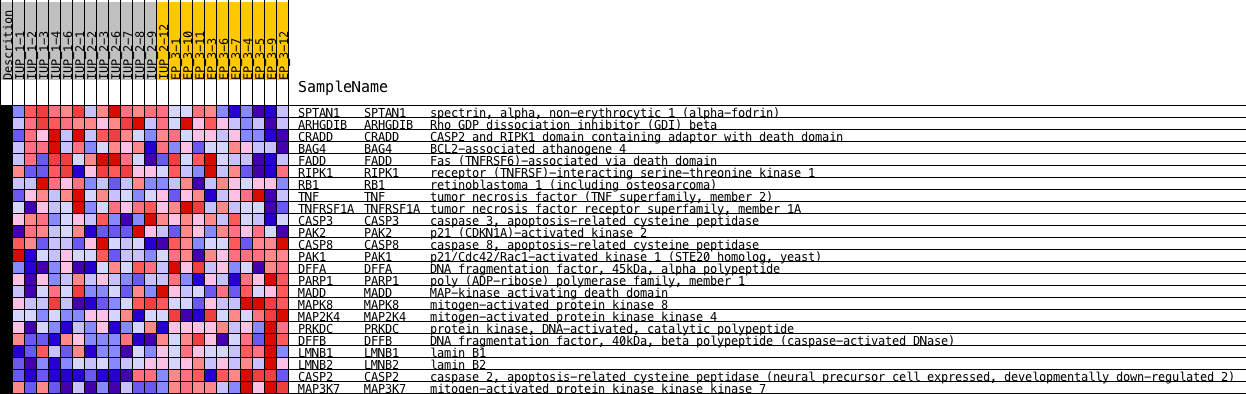 Descrition
IUP_1-1
IUP_1-2
IUP_1-3
IUP_1-4
IUP_1-6
IUP_2-1
IUP_2-2
IUP_2-3
IUP_2-6
IUP_2-7
IUP_2-8
IUP_2-9
IUP_2-12
EP_3-1
EP_3-10
EP_3-11
EP_3-3
EP_3-6
EP_3-7
EP_3-4
EP_3-5
EP_3-9
EP_3-12
SampleName
SPTAN1 SPTAN1 spectrin, alpha, non-erythrocytic 1 (alpha-fodrin)
ARHGDIB ARHGDIB Rho GDP dissociation inhibitor (GDI) beta
CRADD CRADD CASP2 and RIPK1 domain containing adaptor with death domain
BAG4 BAG4 BCL2-associated athanogene 4
FADD FADD Fas (TNFRSF6)-associated via death domain
RIPK1 RIPK1 receptor (TNFRSF)-interacting serine-threonine kinase 1
RB1 RB1 retinoblastoma 1 (including osteosarcoma)
TNF TNF tumor necrosis factor (TNF superfamily, member 2)
TNFRSF1A TNFRSF1A tumor necrosis factor receptor superfamily, member 1A
CASP3 CASP3 caspase 3, apoptosis-related cysteine peptidase
PAK2 PAK2 p21 (CDKN1A)-activated kinase 2
CASP8 CASP8 caspase 8, apoptosis-related cysteine peptidase
PAK1 PAK1 p21/Cdc42/Rac1-activated kinase 1 (STE20 homolog, yeast)
DFFA DFFA DNA fragmentation factor, 45kDa, alpha polypeptide
PARP1 PARP1 poly (ADP-ribose) polymerase family, member 1
MADD MADD MAP-kinase activating death domain
MAPK8 MAPK8 mitogen-activated protein kinase 8
MAP2K4 MAP2K4 mitogen-activated protein kinase kinase 4
PRKDC PRKDC protein kinase, DNA-activated, catalytic polypeptide
DFFB DFFB DNA fragmentation factor, 40kDa, beta polypeptide (caspase-activated DNase)
LMNB1 LMNB1 lamin B1
LMNB2 LMNB2 lamin B2
CASP2 CASP2 caspase 2, apoptosis-related cysteine peptidase (neural precursor cell expressed, developmentally down-regulated 2)
MAP3K7 MAP3K7 mitogen-activated protein kinase kinase kinase 7